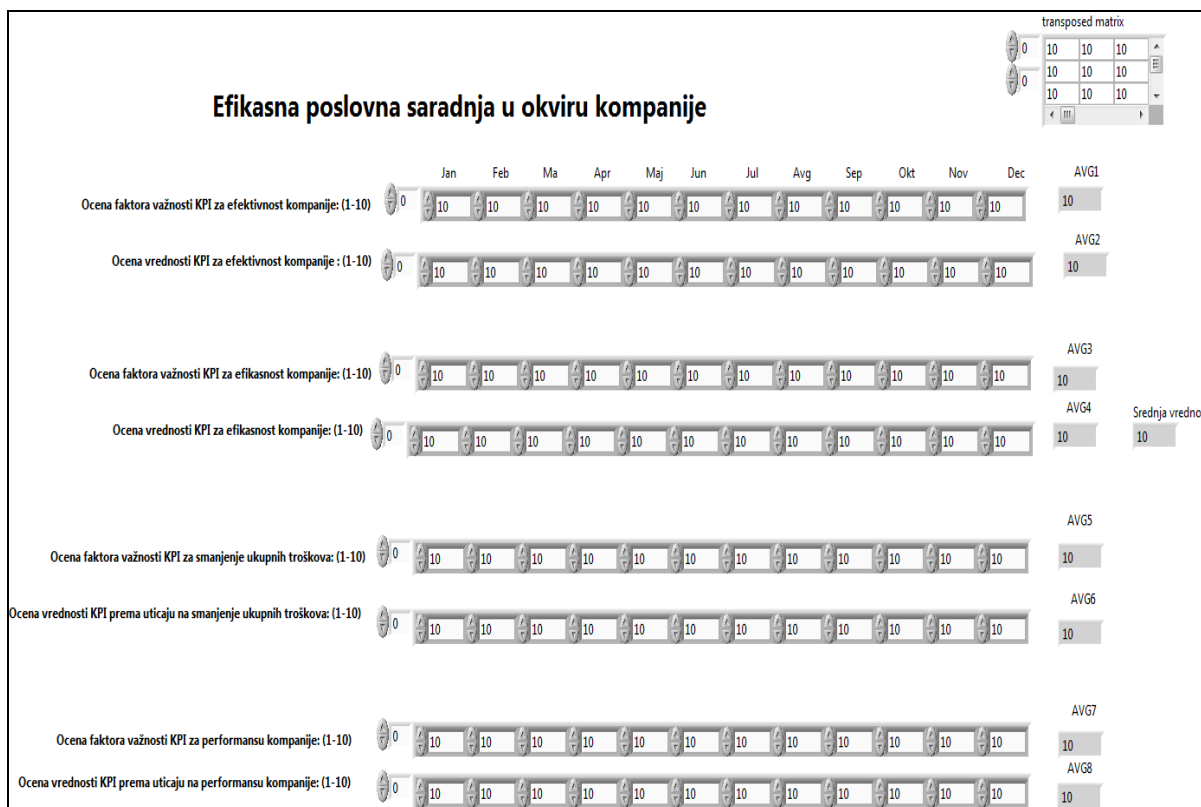 transposed matrix
0 10 10 10
0 10 10 10
10 10 10
Efikasna poslovna saradnja u okviru kompanije
Jan Feb Ma Apr Maj Jun Jul Avg Sep Okt Nov Dec AVG1
Ocena faktora važnosti KPI za efektivnost kompanije: (1-10) 0 10 10 10 10 10 10 10 10 10 10 10 10 10
AVG2
Ocena vrednosti KPI za efektivnost kompanije : (1-10) 0 10 10 10 10 10 10 10 10 10 10 10 10 10
AVG3
Ocena faktora važnosti KPI za efikasnost kompanije: (1-10) 0 10 10 10 10 10 10 10 10 10 10 10 10 10
AVG4 Srednja vredno
Ocena vrednosti KPI za efikasnost kompanije: (1-10) 0 10 10 10 10 10 10 10 10 10 10 10 10 10 10
AVG5
Ocena faktora važnosti KPI za smanjenje ukupnih troškova: (1-10) 0 10 10 10 10 10 10 10 10 10 10 10 10 10
AVG6
Ocena vrednosti KPI prema uticaju na smanjenje ukupnih troškova: (1-10) 0 10 10 10 10 10 10 10 10 10 10 10 10 10
AVG7
Ocena faktora važnosti KPI za performansu kompanije: (1-10) 0 10 10 10 10 10 10 10 10 10 10 10 10 10
AVG8
Ocena vrednosti KPI prema uticaju na performansu kompanije: (1-10) 0 10 10 10 10 10 10 10 10 10 10 10 10 10